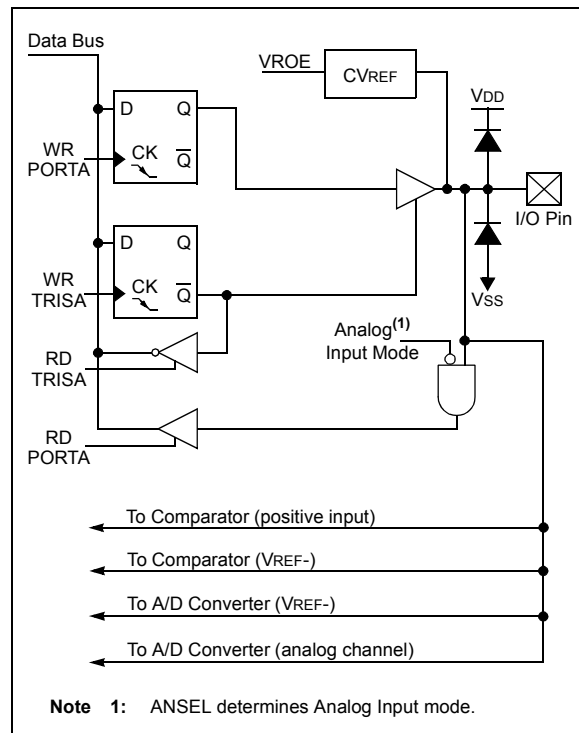 Data Bus
VROE
CVREF
VDD
D Q
WR
PORTA
CK Q
I/O Pin
D Q
WR
TRISA
CK Q
VSS
Analog(1)
Input Mode
RD
TRISA
RD
PORTA
To Comparator (positive input)
To Comparator (VREF-)
To A/D Converter (VREF-)
To A/D Converter (analog channel)
Note 1: ANSEL determines Analog Input mode.